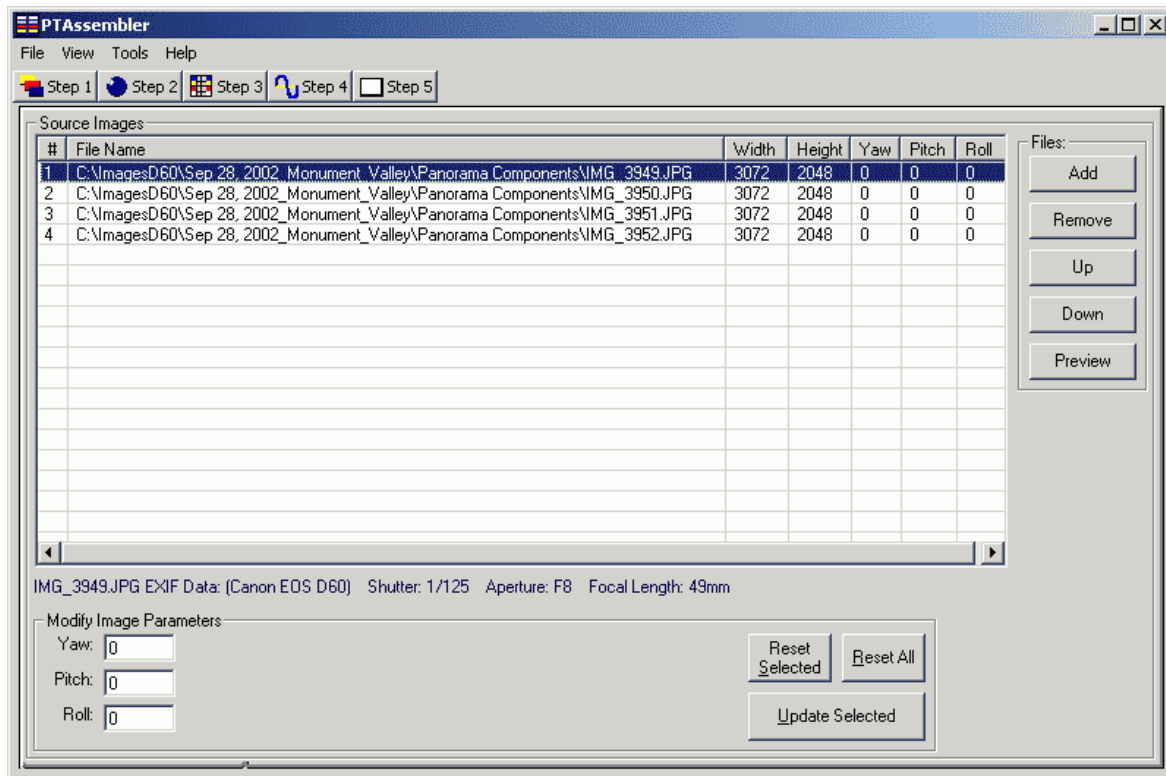 PTAssembler
File View Tools Help
Step 1 Step 2 Step 3 Step 4 Step 5
Source Images
# File Name Width Height Yaw Pitch Roll
1 C:\ImagesD60\Sep 28, 2002_Monument_Valley\Panorama Components\IMG_3949.JPG 3072 2048 0 0 0
2 C:\ImagesD60\Sep 28, 2002_Monument_Valley\Panorama Components\IMG_3950.JPG 3072 2048 0 0 0
3 C:\ImagesD60\Sep 28, 2002_Monument_Valley\Panorama Components\IMG_3951.JPG 3072 2048 0 0 0
4 C:\ImagesD60\Sep 28, 2002_Monument_Valley\Panorama Components\IMG_3952.JPG 3072 2048 0 0 0
Files:
Add
Remove
Up
Down
Preview
IMG_3949.JPG EXIF Data: (Canon EOS D60) Shutter: 1/125 Aperture: F8 Focal Length: 49mm
Modify Image Parameters
Yaw: 0
Pitch: 0
Roll: 0
Reset
Selected
Reset All
Update Selected